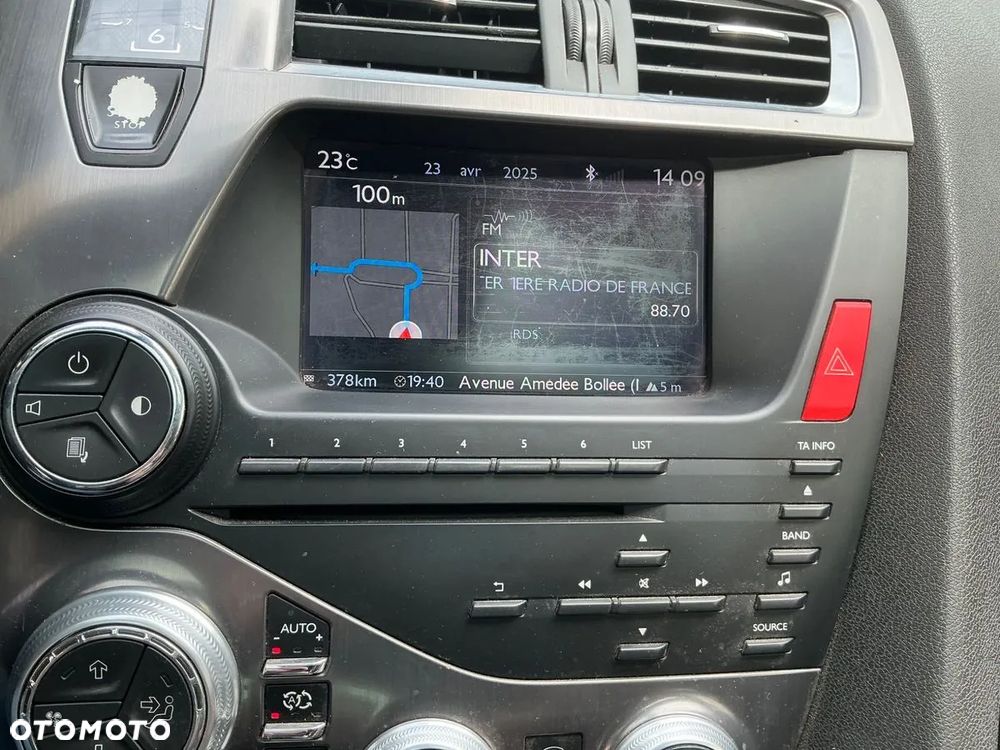 7 5
6
STOP
23°C 23 avr 2025 14 09
100m
FM
INTER
ER 1ERE RADIO DE FRANCE
88.70
RDS
378km 19:40 Avenue Amedee Bollee (l 5 m
1 2 3 4 5 6 LIST
TA INFO
BAND
SOURCE
AUTO
- +
A
OTOMOTO